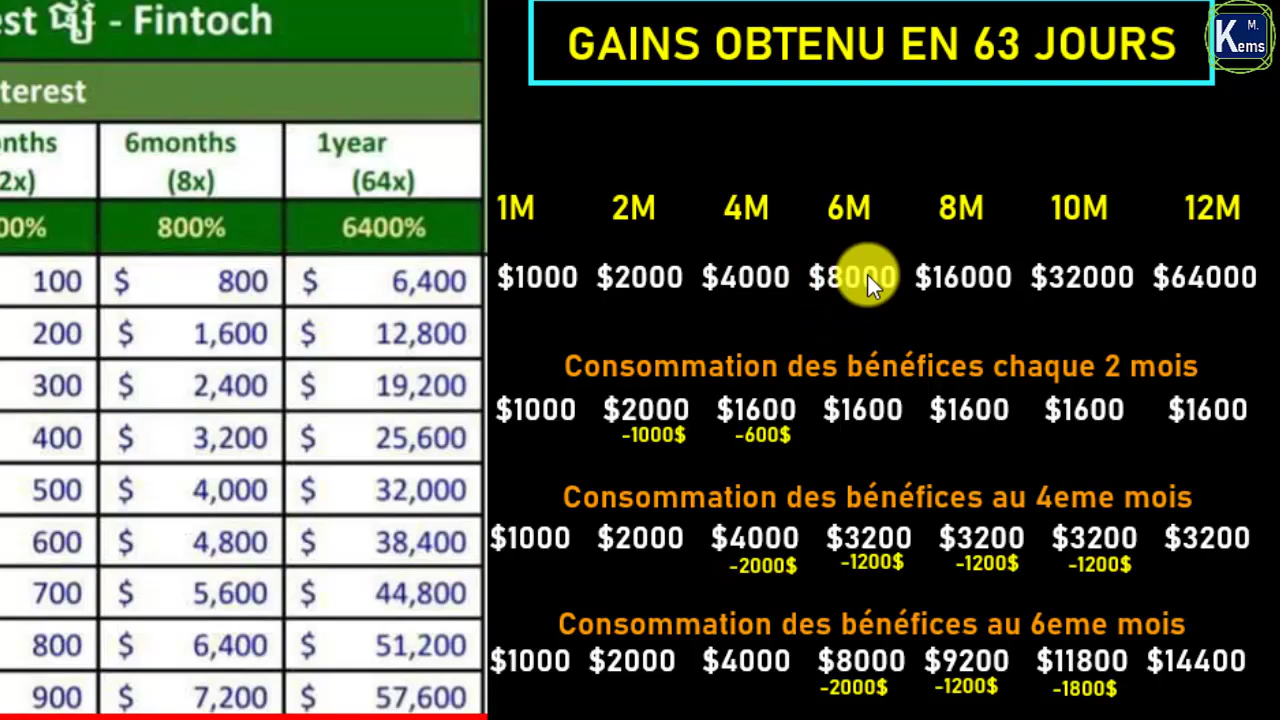 est ផ្សំ - Fintoch
terest
nths 6months 1year
2x) (8x) (64x)
00% 800% 6400%
100 $ 800 $ 6,400
200 $ 1,600 $ 12,800
300 $ 2,400 $ 19,200
400 $ 3,200 $ 25,600
500 $ 4,000 $ 32,000
600 $ 4,800 $ 38,400
700 $ 5,600 $ 44,800
800 $ 6,400 $ 51,200
900 $ 7,200 $ 57,600
GAINS OBTENU EN 63 JOURS
K M.
ems
1M 2M 4M 6M 8M 10M 12M
$1000 $2000 $4000 $8000 $16000 $32000 $64000
Consommation des bénéfices chaque 2 mois
$1000 $2000 $1600 $1600 $1600 $1600 $1600
-1000$ -600$
Consommation des bénéfices au 4eme mois
$1000 $2000 $4000 $3200 $3200 $3200 $3200
-2000$ -1200$ -1200$ -1200$
Consommation des bénéfices au 6eme mois
$1000 $2000 $4000 $8000 $9200 $11800 $14400
-2000$ -1200$ -1800$